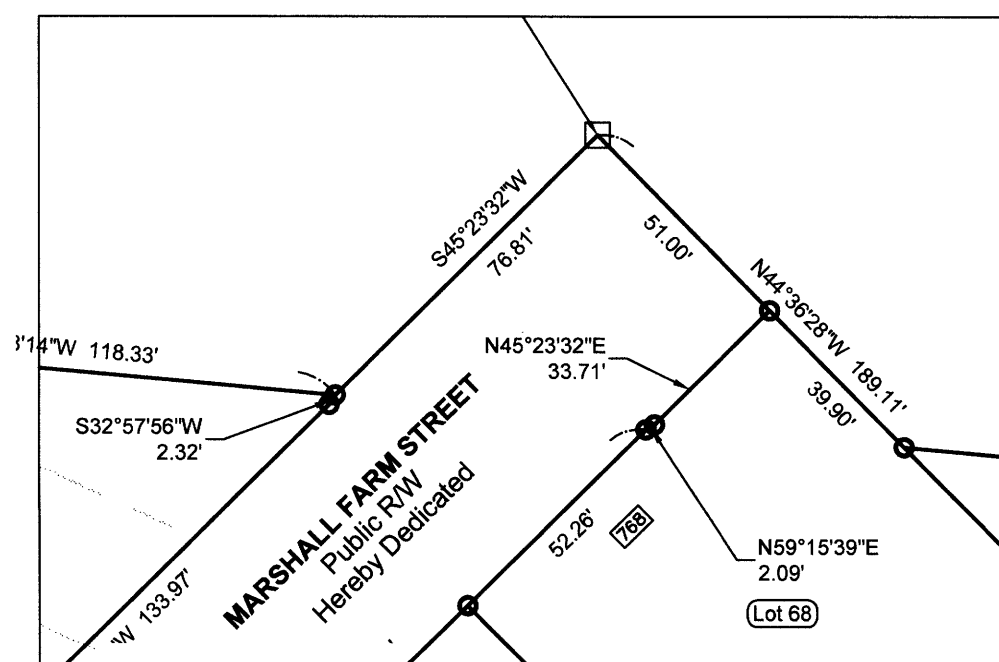 S45°23'32"W
76.81'
51.00'
N44°36'28"W 189.11'
39.90'
'14"W 118.33'
N45°23'32"E
33.71'
S32°57'56"W
2.32'
MARSHALL FARM STREET
Public R/W
Hereby Dedicated
52.26'
768
N59°15'39"E
2.09'
Lot 68
"W 133.97'